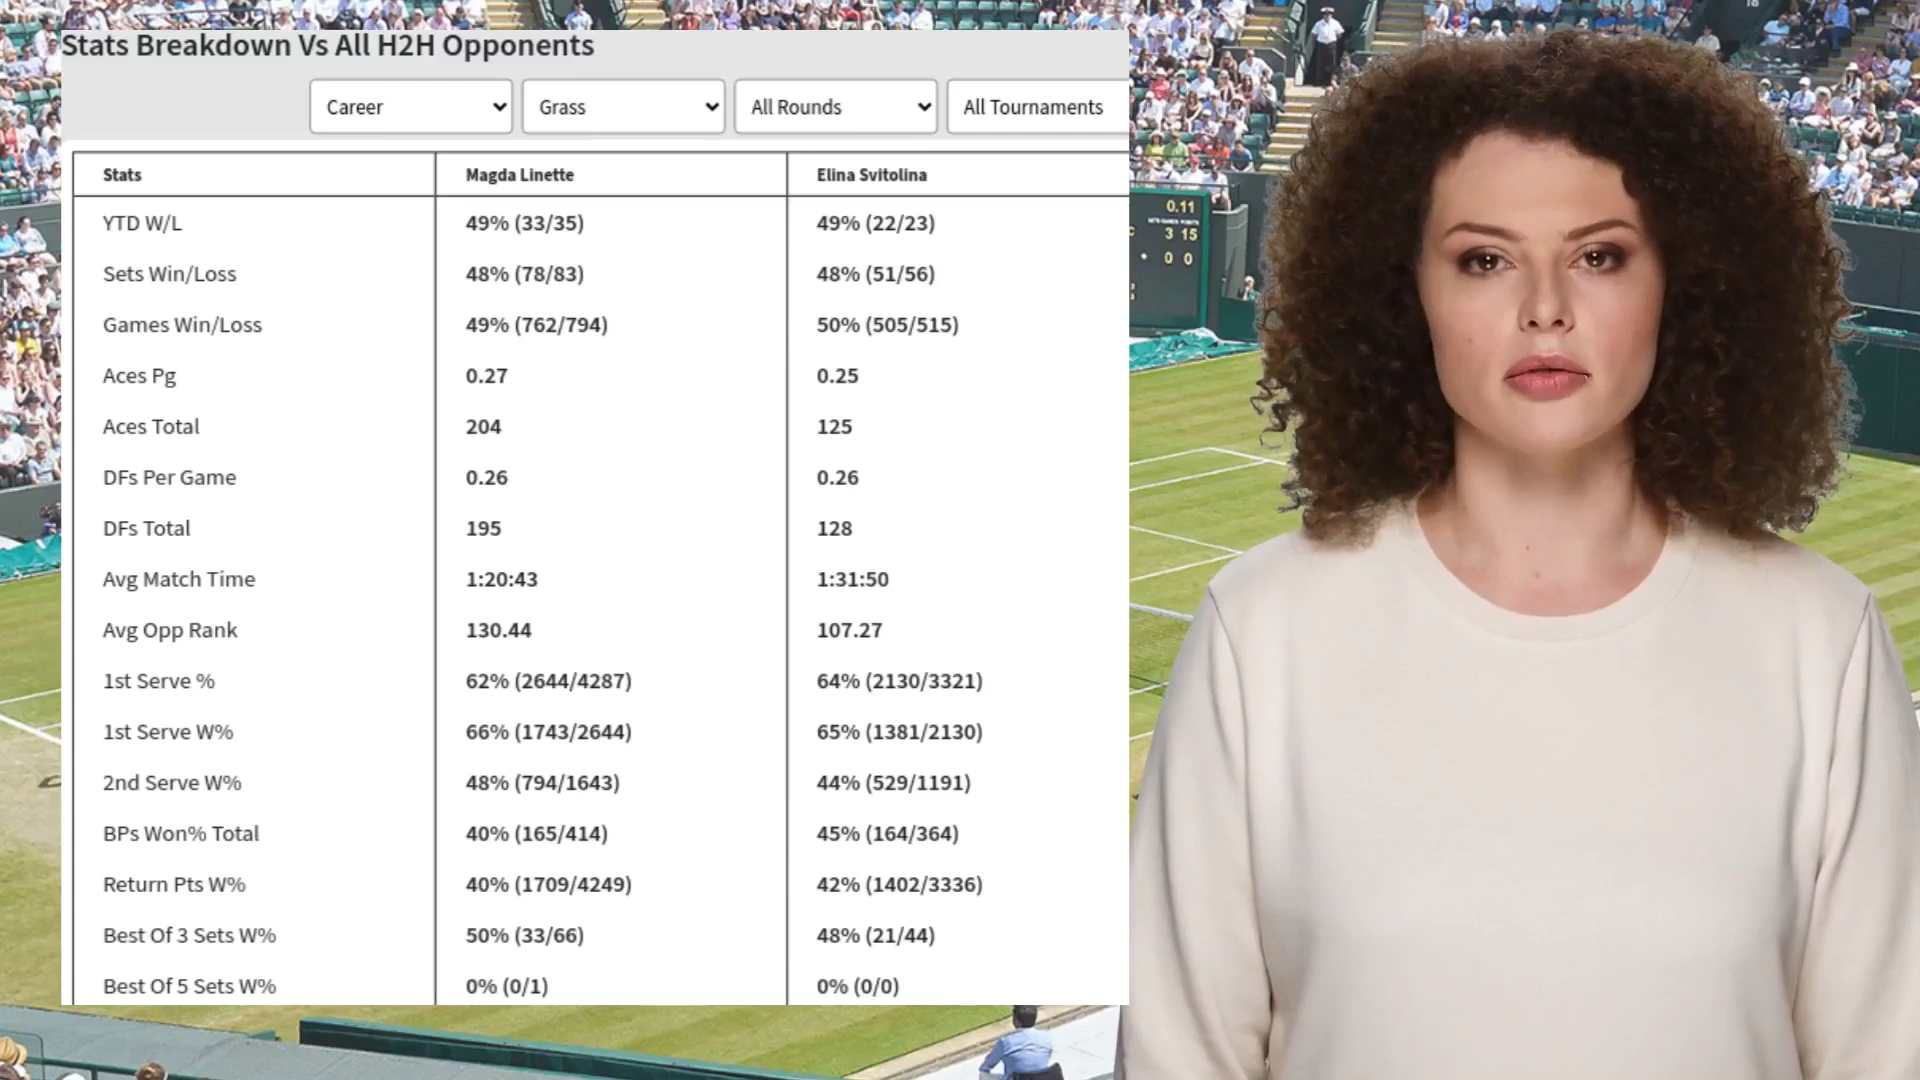 Stats Breakdown Vs All H2H Opponents
Career Grass All Rounds All Tournaments
Stats Magda Linette Elina Svitolina
YTD W/L 49% (33/35) 49% (22/23)
Sets Win/Loss 48% (78/83) 48% (51/56)
Games Win/Loss 49% (762/794) 50% (505/515)
Aces Pg 0.27 0.25
Aces Total 204 125
DFs Per Game 0.26 0.26
DFs Total 195 128
Avg Match Time 1:20:43 1:31:50
Avg Opp Rank 130.44 107.27
1st Serve % 62% (2644/4287) 64% (2130/3321)
1st Serve W% 66% (1743/2644) 65% (1381/2130)
2nd Serve W% 48% (794/1643) 44% (529/1191)
BPs Won% Total 40% (165/414) 45% (164/364)
Return Pts W% 40% (1709/4249) 42% (1402/3336)
Best Of 3 Sets W% 50% (33/66) 48% (21/44)
Best Of 5 Sets W% 0% (0/1) 0% (0/0)
18
0.11
3 15
0 0